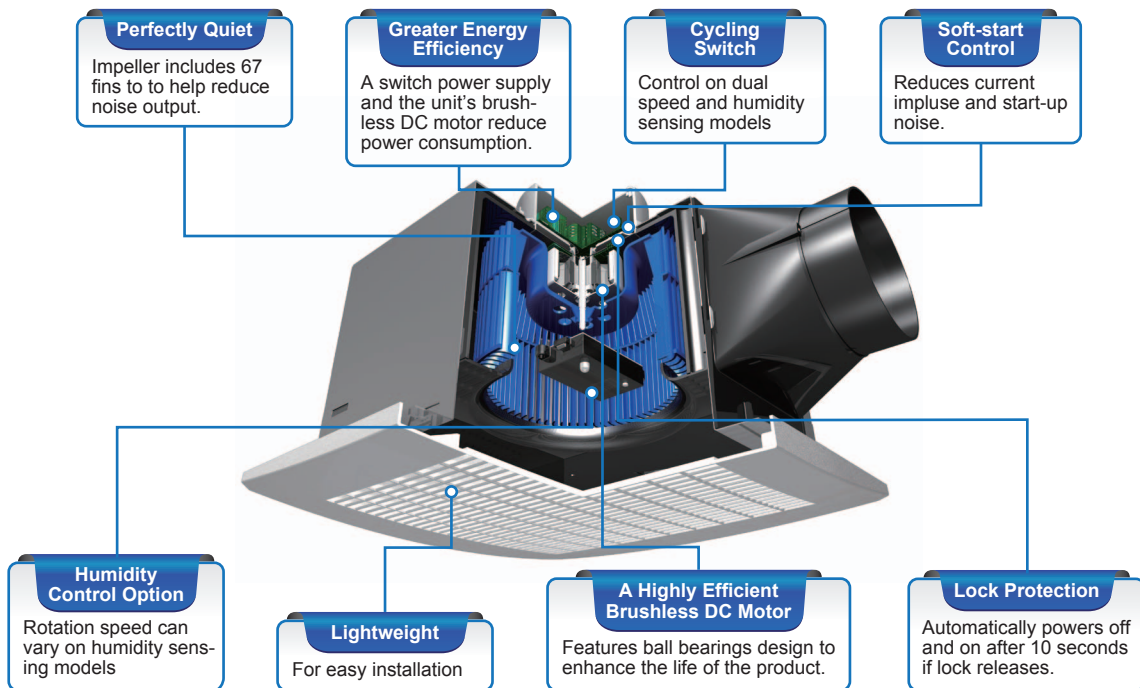 Perfectly Quiet
Impeller includes 67
fins to to help reduce
noise output.
Greater Energy
Efficiency
A switch power supply
and the unit's brush-
less DC motor reduce
power consumption.
Cycling
Switch
Control on dual
speed and humidity
sensing models
Soft-start
Control
Reduces current
impluse and start-up
noise.
Humidity
Control Option
Rotation speed can
vary on humidity sens-
ing models
Lightweight
For easy installation
A Highly Efficient
Brushless DC Motor
Features ball bearings design to
enhance the life of the product.
Lock Protection
Automatically powers off
and on after 10 seconds
if lock releases.